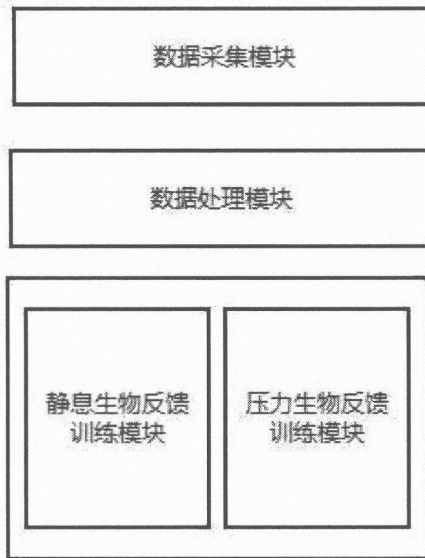 数据采集模块
数据处理模块
静息生物反馈
训练模块
压力生物反馈
训练模块